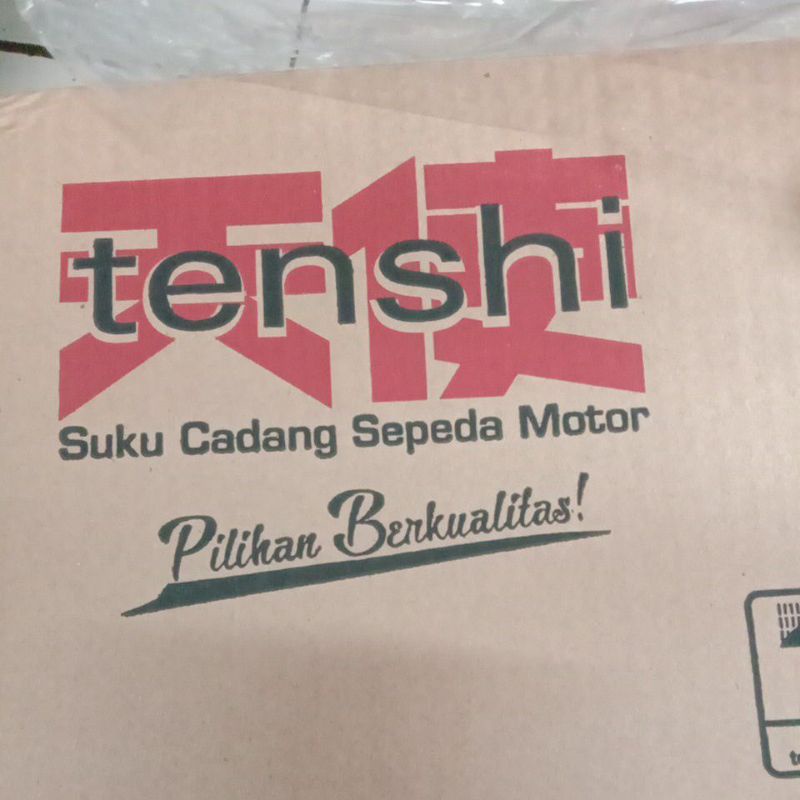 天使
tenshi
Suku Cadang Sepeda Motor
Pilihan Berkualitas!